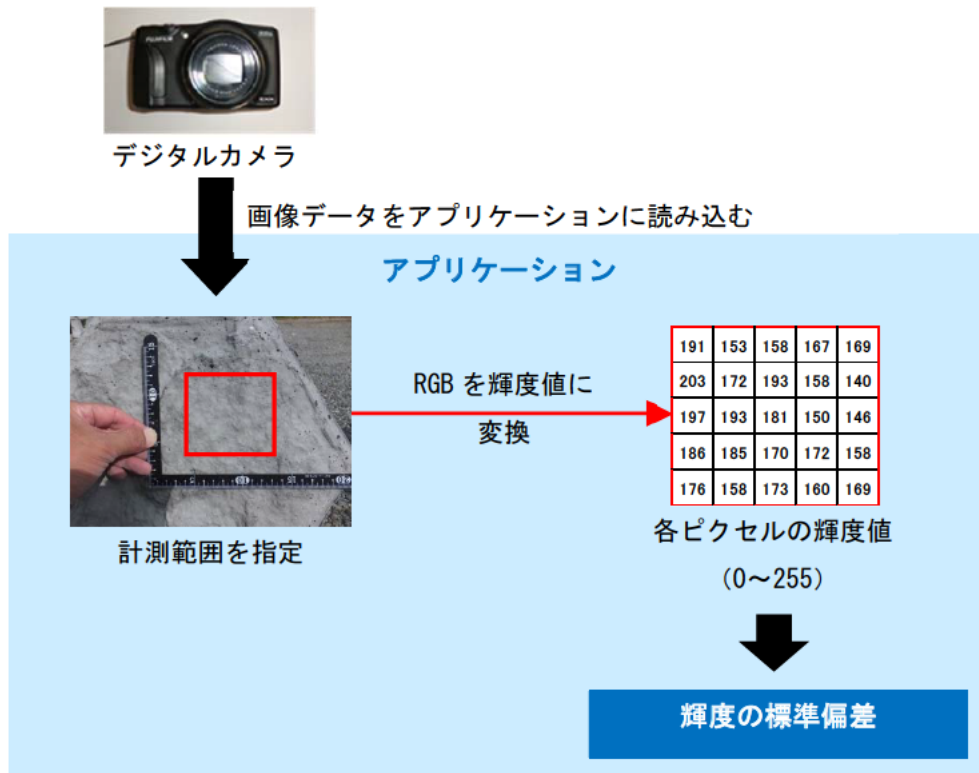 FUJIFILM
デジタルカメラ
画像データをアプリケーションに読み込む
アプリケーション
RGB を輝度値に
変換
191 153 158 167 169
203 172 193 158 140
197 193 181 150 146
186 185 170 172 158
176 158 173 160 169
計測範囲を指定
各ピクセルの輝度値
（0～255）
輝度の標準偏差